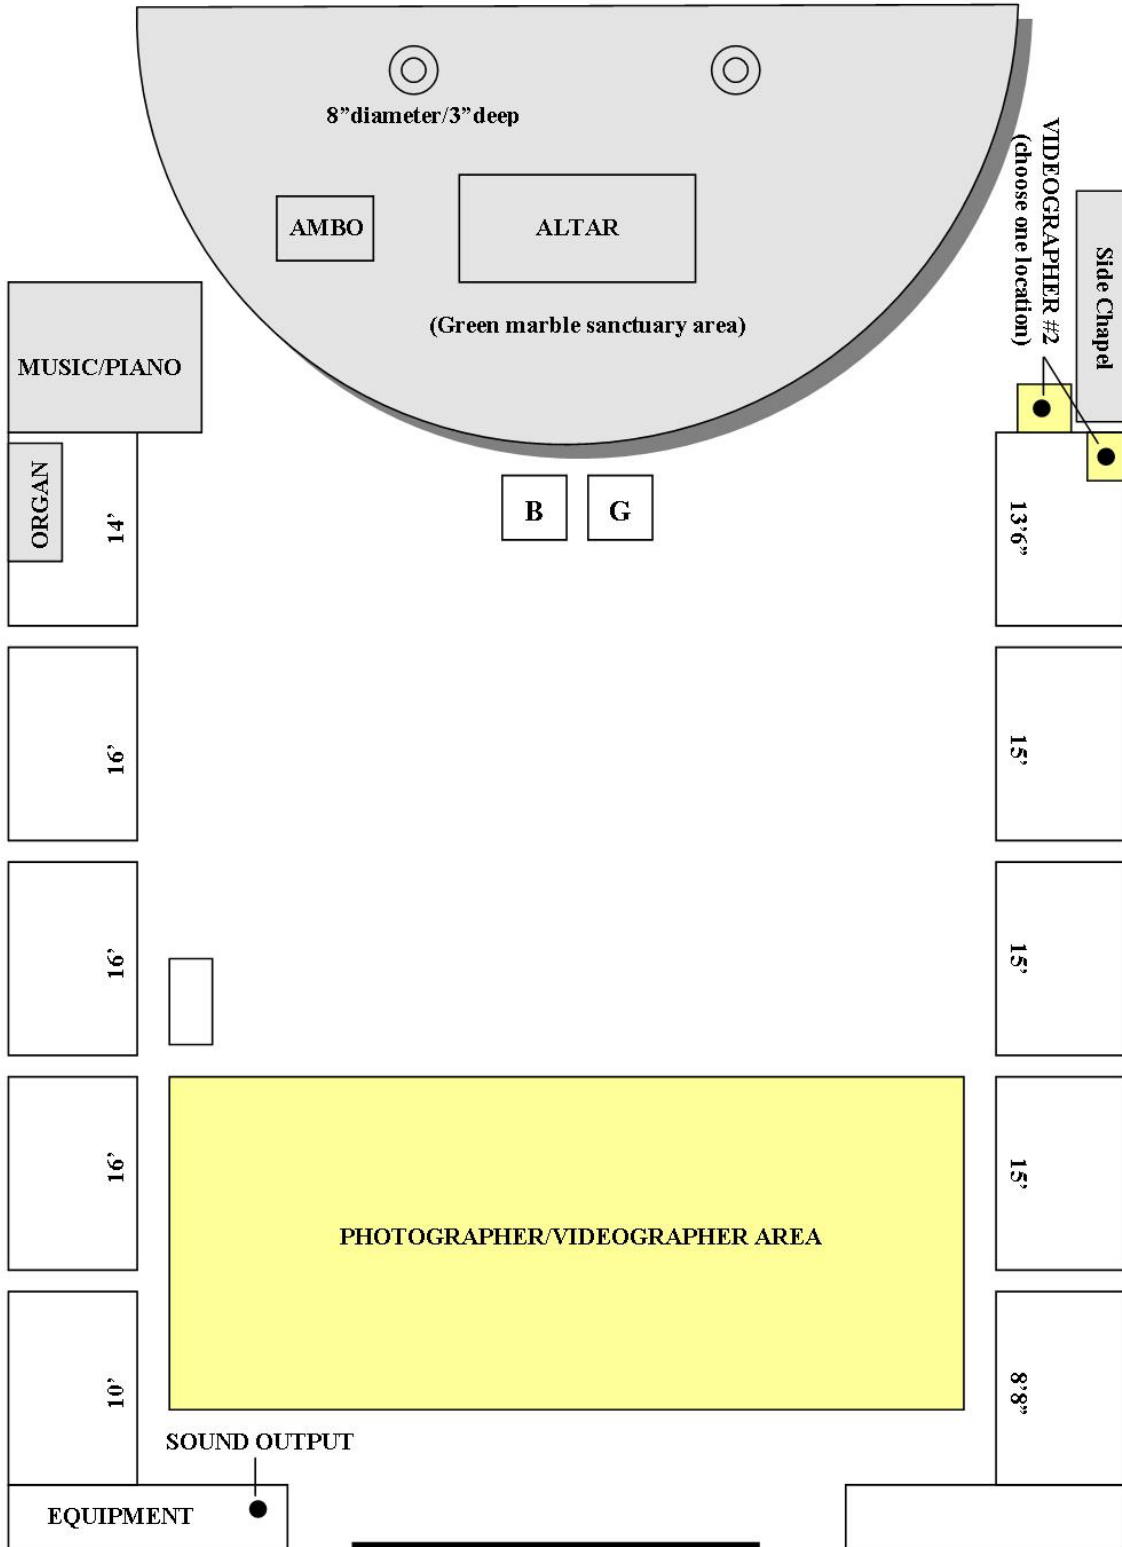 8”diameter/3”deep
VIDEOGRAPHER #2
(choose one location)
AMBO
ALTAR
Side Chapel
(Green marble sanctuary area)
MUSIC/PIANO
ORGAN
14’
B
G
13’6”
16’
15’
16’
15’
16’
15’
PHOTOGRAPHER/VIDEOGRAPHER AREA
10’
8’8”
SOUND OUTPUT
EQUIPMENT